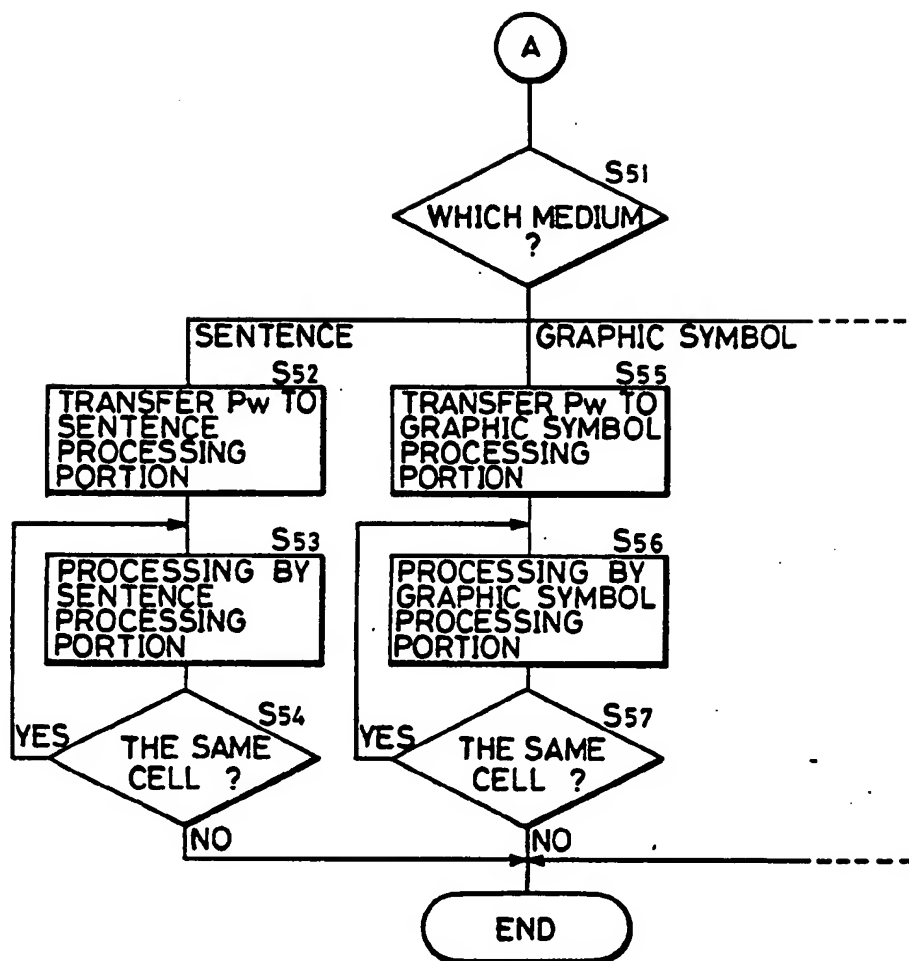 A
S51
WHICH MEDIUM
?
SENTENCE
GRAPHIC SYMBOL
S52
TRANSFER Pw TO
SENTENCE
PROCESSING
PORTION
S55
TRANSFER Pw TO
GRAPHIC SYMBOL
PROCESSING
PORTION
S53
PROCESSING BY
SENTENCE
PROCESSING
PORTION
S56
PROCESSING BY
GRAPHIC SYMBOL
PROCESSING
PORTION
S54
YES
THE SAME
CELL ?
NO
S57
YES
THE SAME
CELL ?
NO
END